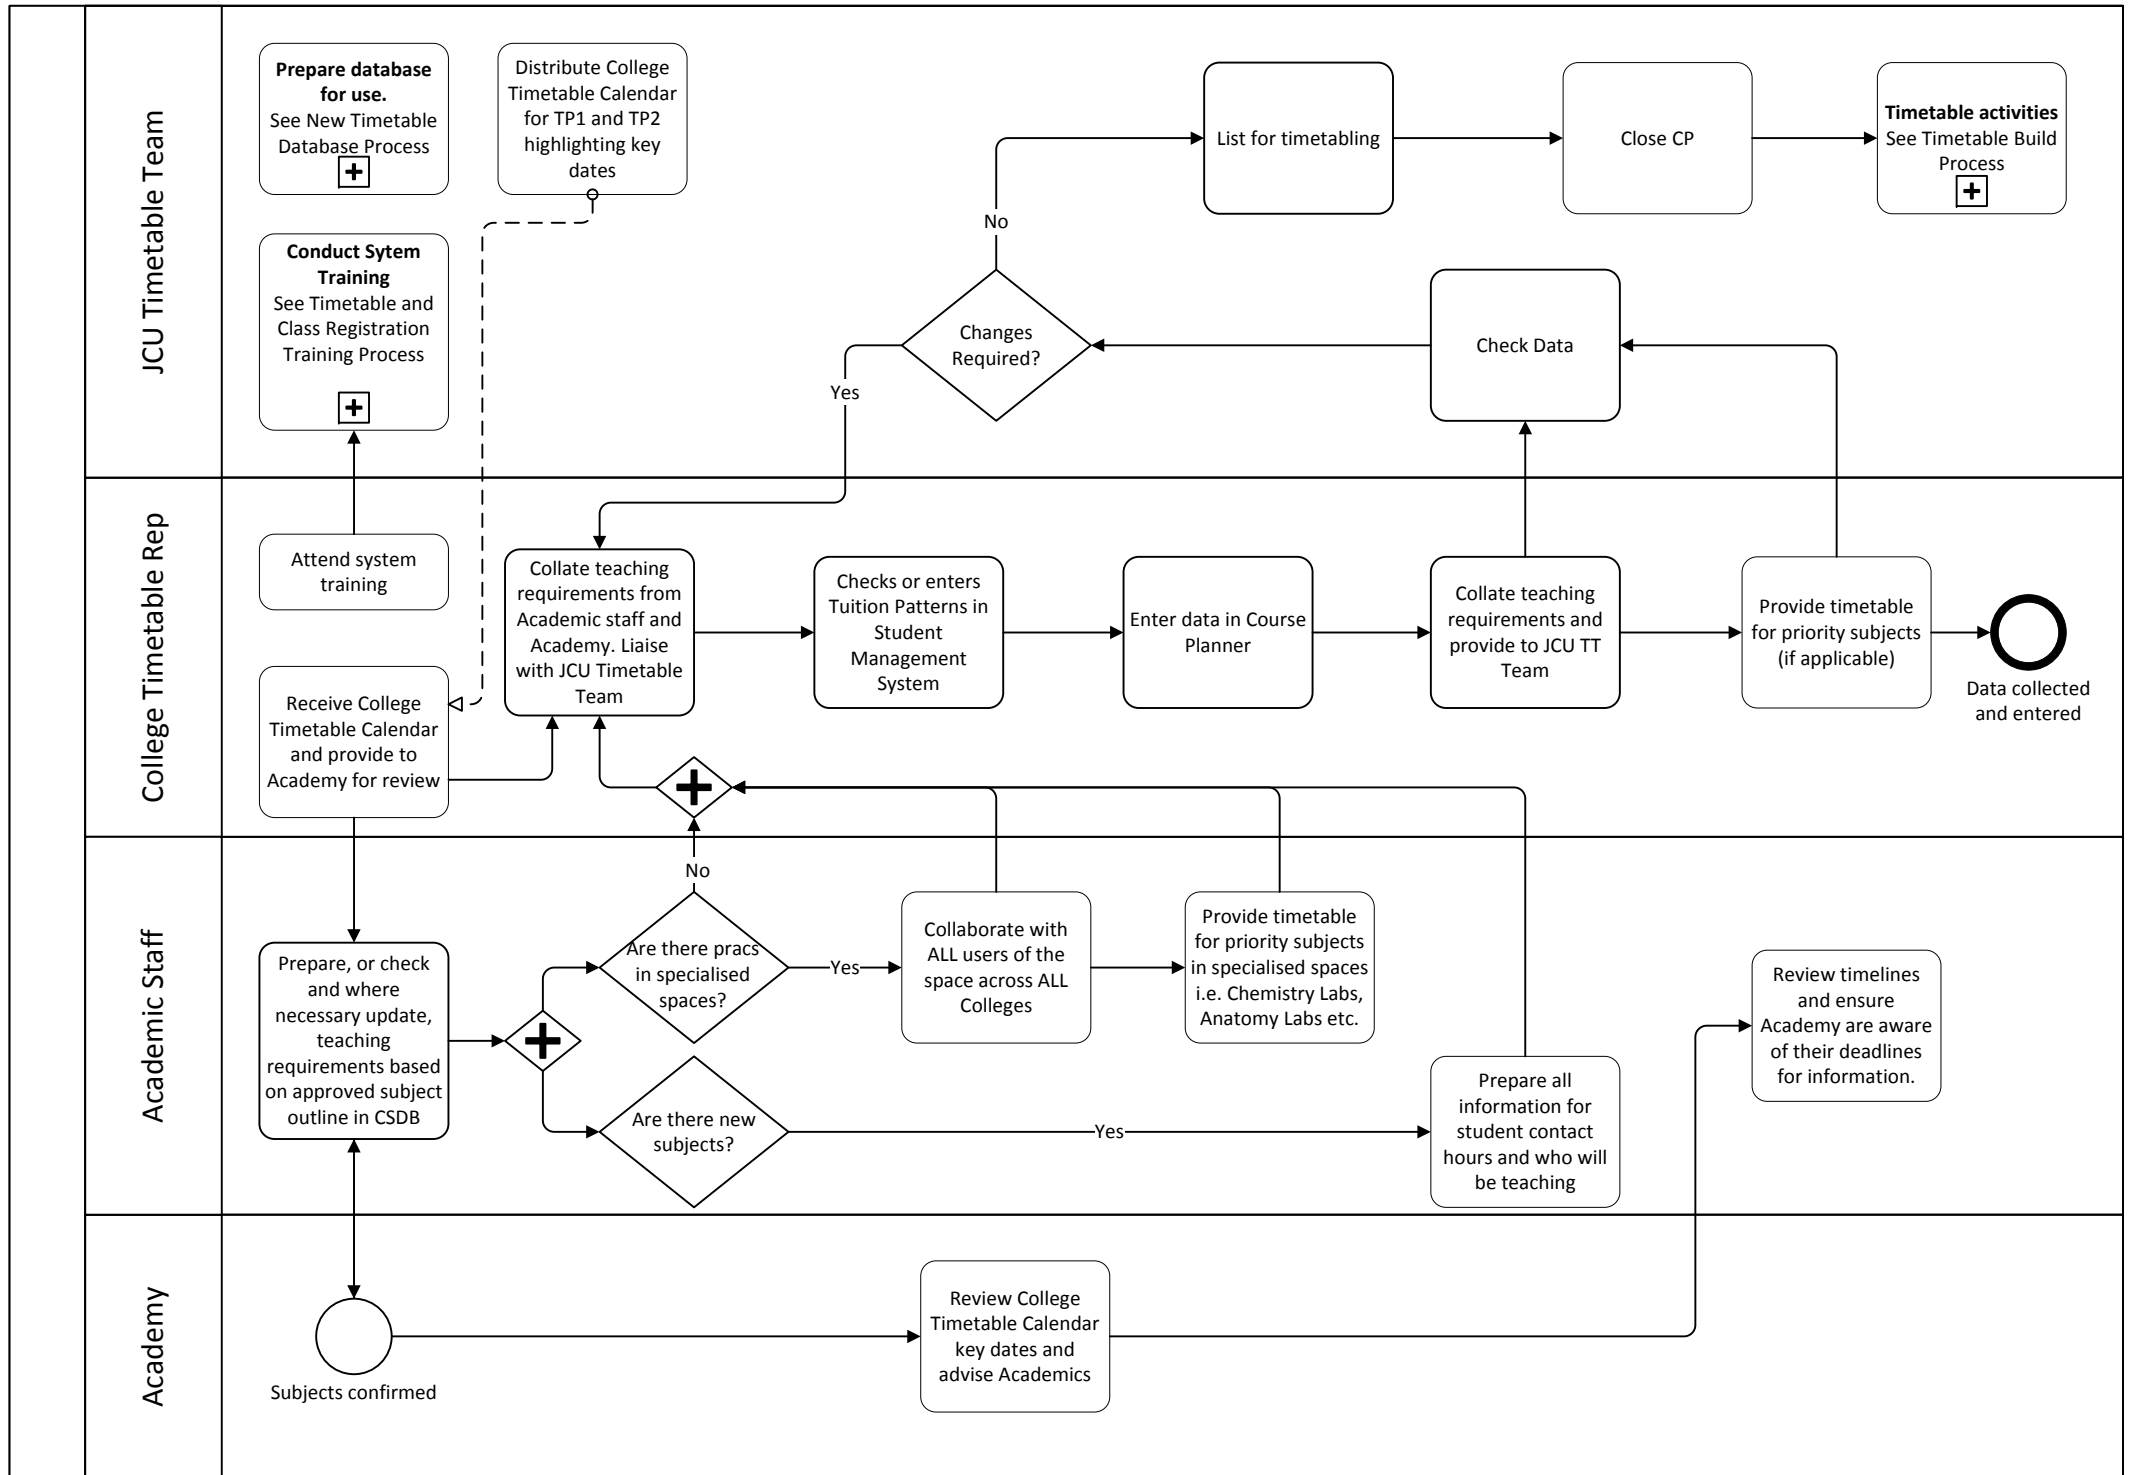 JCU Timetable Team
Prepare database
for use.
See New Timetable
Database Process
Distribute College
Timetable Calendar
for TP1 and TP2
highlighting key
dates
List for timetabling
Close CP
Timetable activities
See Timetable Build
Process
Conduct Sytem
Training
See Timetable and
Class Registration
Training Process
No
Changes
Required?
Yes
Check Data
College Timetable Rep
Attend system
training
Collate teaching
requirements from
Academic staff and
Academy. Liaise
with JCU Timetable
Team
Checks or enters
Tuition Patterns in
Student
Management
System
Enter data in Course
Planner
Collate teaching
requirements and
provide to JCU TT
Team
Provide timetable
for priority subjects
(if applicable)
Data collected
and entered
Receive College
Timetable Calendar
and provide to
Academy for review
Academic Staff
No
Prepare, or check
and where
necessary update,
teaching
requirements based
on approved subject
outline in CSDB
Are there pracs
in specialised
spaces?
Yes
Collaborate with
ALL users of the
space across ALL
Colleges
Provide timetable
for priority subjects
in specialised spaces
i.e. Chemistry Labs,
Anatomy Labs etc.
Review timelines
and ensure
Academy are aware
of their deadlines
for information.
Are there new
subjects?
Yes
Prepare all
information for
student contact
hours and who will
be teaching
Academy
Subjects confirmed
Review College
Timetable Calendar
key dates and
advise Academics